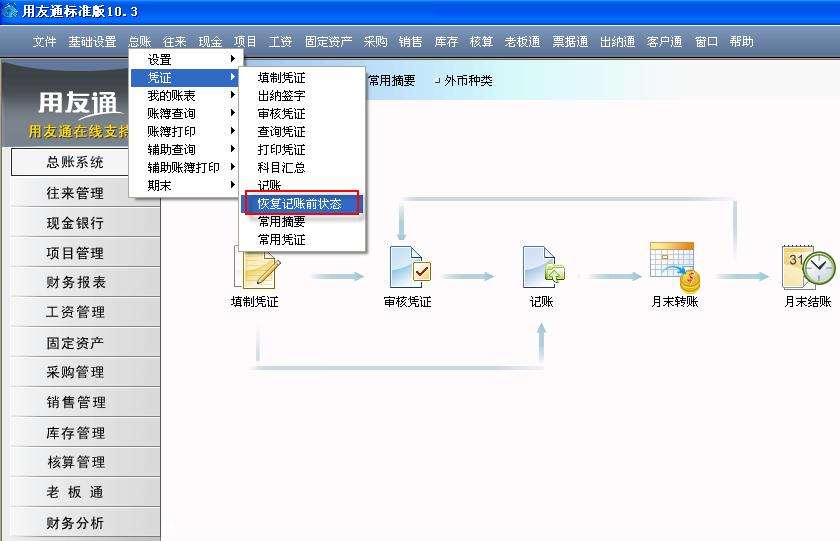 用友通标准版10.3
文件 基础设置 总账 往来 现金 项目 工资 固定资产 采购 销售 库存 核算 老板通 票据通 出纳通 客户通 窗口 帮助
用友通
用友通在线支持
设置
凭证
我的账表
账簿查询
账簿打印
辅助查询
辅助账簿打印
期末
填制凭证
出纳签字
审核凭证
查询凭证
打印凭证
科目汇总
记账
恢复记账前状态
常用摘要
常用凭证
常用摘要 外币种类
总账系统
往来管理
现金银行
项目管理
财务报表
工资管理
固定资产
采购管理
销售管理
库存管理
核算管理
老板通
财务分析
31
$
填制凭证 审核凭证 记账 月末转账 月末结账